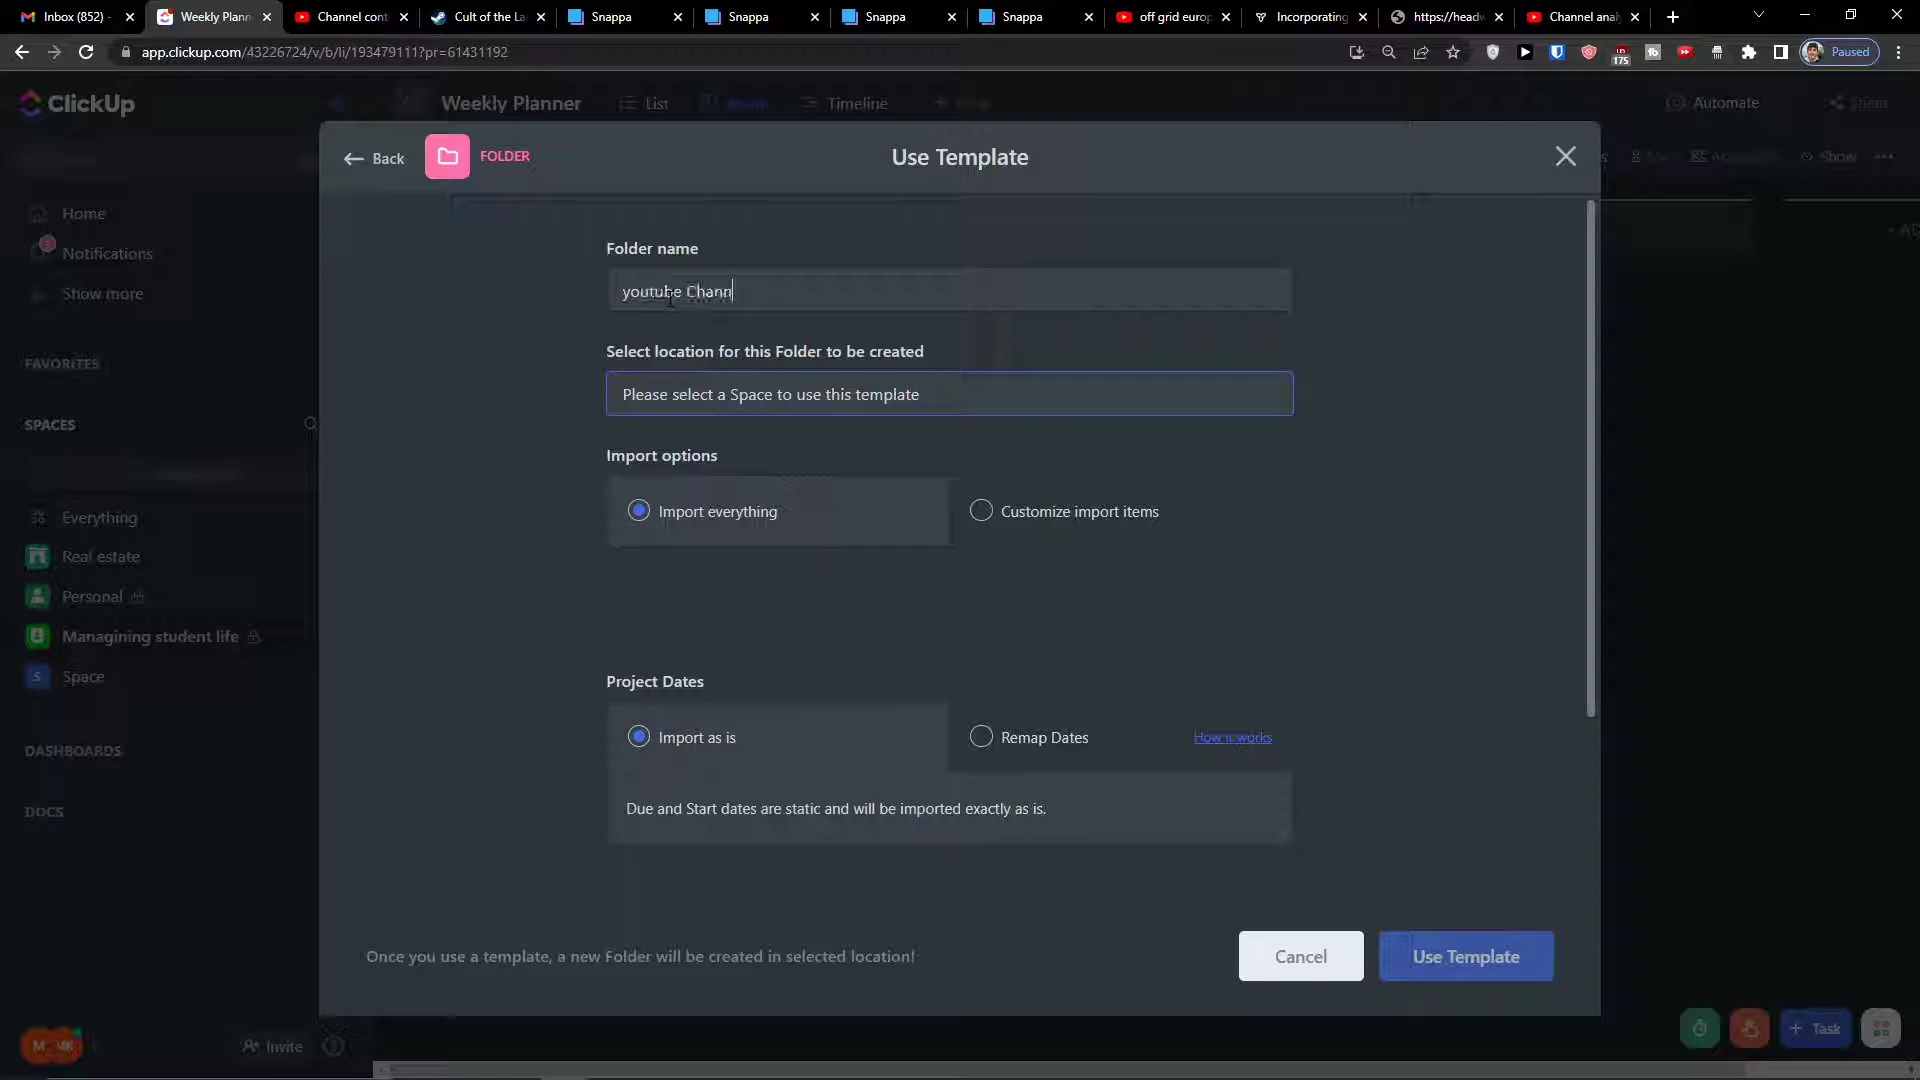 Inbox (852) -
Weekly Plann
Channel cont
Cult of the La
Snappa
Snappa
Snappa
Snappa
off grid europ
Incorporating
https://headw
Channel anal
app.clickup.com/43226724/v/b/li/193479111?pr=61431192
175
Paused
ClickUp
Weekly Planner
List
Board
Timeline
Automate
Share
Back
FOLDER
Use Template
Show
Home
Notifications
Show more
Folder name
youtube Chann
Select location for this Folder to be created
Please select a Space to use this template
FAVORITES
SPACES
Import options
Import everything
Customize import items
Everything
Real estate
Personal
Managining student life
S
Space
Project Dates
Import as is
Remap Dates
How it works
DASHBOARDS
Due and Start dates are static and will be imported exactly as is.
DOCS
Once you use a template, a new Folder will be created in selected location!
Cancel
Use Template
Invite
+ Task